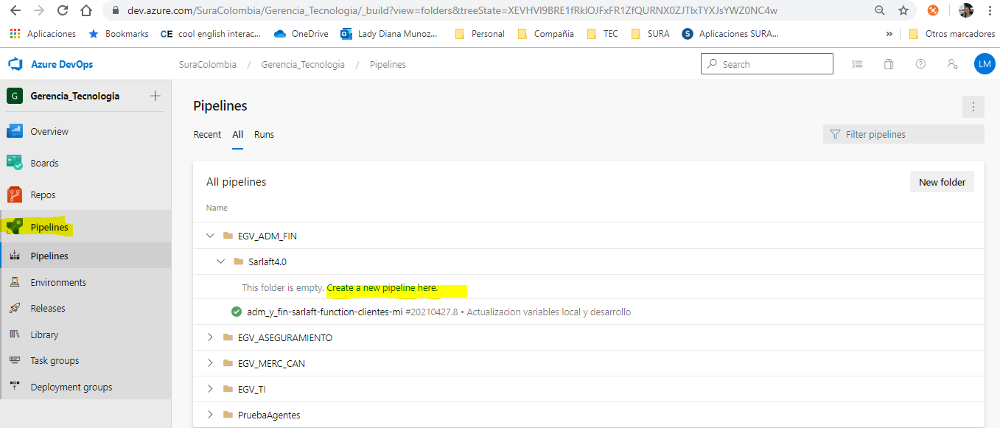 dev.azure.com/SuraColombia/Gerencia_Tecnologia/_build?view=folders&treeState=XEVHVl9BRE1fRklOJFxFR1ZfQURNX0ZJTlxTYXJsYWZ0NC4w
Aplicaciones Bookmarks CE cool english interac... OneDrive Lady Diana Munoz... Personal Compañia TEC SURA S Aplicaciones SURA... » Otros marcadores
Azure DevOps SuraColombia / Gerencia_Tecnologia / Pipelines Search LM
G Gerencia_Tecnologia +
Overview
Boards
Repos
Pipelines
Pipelines
Environments
Releases
Library
Task groups
Deployment groups
Pipelines
Recent All Runs Filter pipelines
All pipelines New folder
Name
EGV_ADM_FIN
Sarlaft4.0
This folder is empty. Create a new pipeline here.
adm_y_fin-sarlaft-function-clientes-mi #20210427.8 • Actualizacion variables local y desarrollo
EGV_ASEGURAMIENTO
EGV_MERC_CAN
EGV_TI
PruebaAgentes